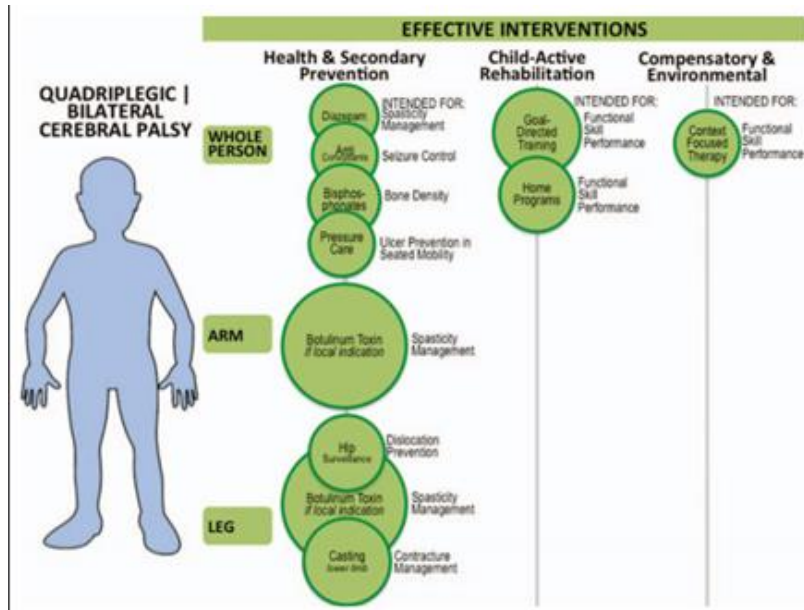 EFFECTIVE INTERVENTIONS
Health & Secondary
Prevention
Child-Active
Rehabilitation
Compensatory &
Environmental
QUADRIPLEGIC |
BILATERAL
CEREBRAL PALSY
WHOLE
PERSON
Diazepam
INTENDED FOR:
Spasticity
Management
Anti
Convulsants
Seizure Control
Bisphos-
phonates
Bone Density
Pressure
Care
Ulcer Prevention in
Seated Mobility
Goal-
Directed
Training
INTENDED FOR:
Functional
Skill
Performance
Home
Programs
Functional
Skill
Performance
Context
Focused
Therapy
INTENDED FOR:
Functional
Skill
Performance
ARM
Botulinum Toxin
if local indication
Spasticity
Management
Hip
Surveillance
Dislocation
Prevention
LEG
Botulinum Toxin
if local indication
Spasticity
Management
Casting
lower limb
Contracture
Management